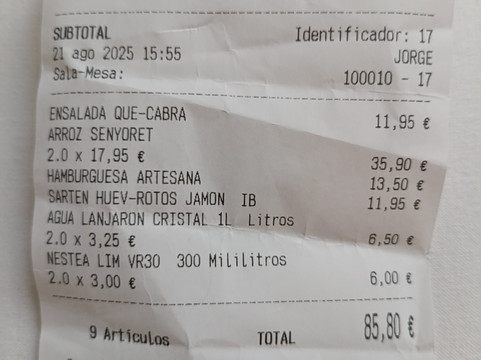 SUBTOTAL Identificador: 17
21 ago 2025 15:55 JORGE
Sala-Mesa: 100010 - 17
ENSALADA QUE-CABRA 11,95 €
ARROZ SENYORET
2.0 x 17,95 € 35,90 €
HAMBURGUESA ARTESANA 13,50 €
SARTEN HUEV-ROTOS JAMON IB 11,95 €
AGUA LANJARON CRISTAL 1L Litros
2.0 x 3,25 € 6,50 €
NESTEA LIM VR30 300 Mililitros
2.0 x 3,00 € 6,00 €
9 Artículos TOTAL 85,80 €